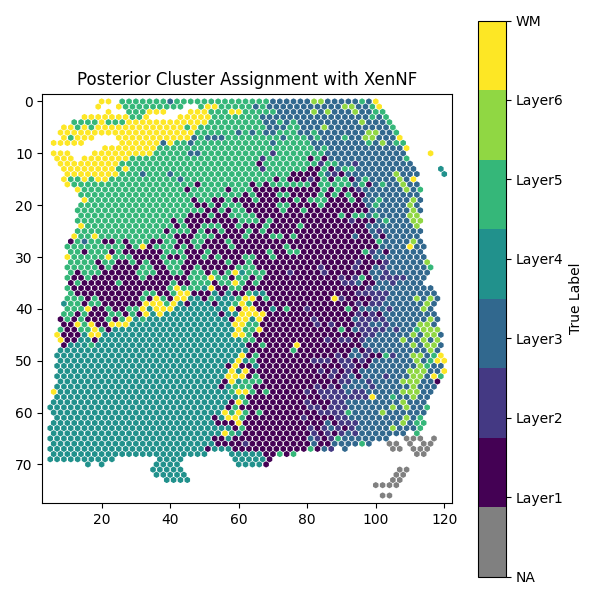 Posterior Cluster Assignment with XenNF
0
10
20
30
40
50
60
70
20
40
60
80
100
120
WM
Layer6
Layer5
Layer4
Layer3
Layer2
Layer1
NA
True Label